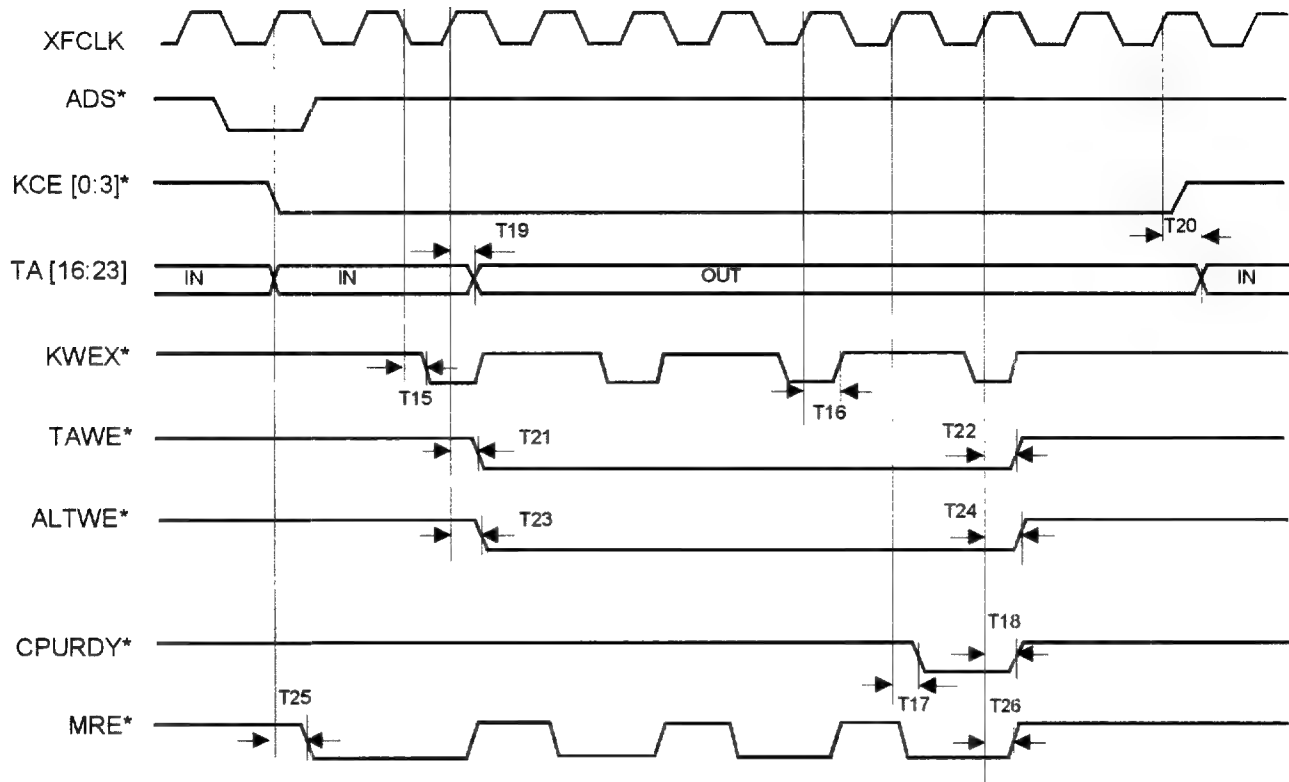 XFCLK
ADS*
KCE [0:3]*
T19
T20
TA [16:23]
IN
IN
OUT
IN
KWEX*
T15
T16
TAWE*
T21
T22
ALTWE*
T23
T24
CPURDY*
T18
T25
T17
T26
MRE*